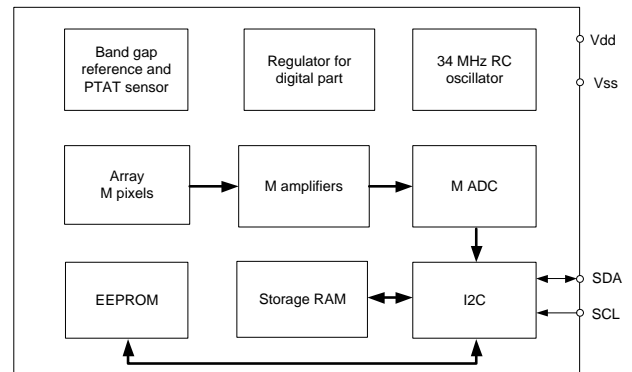 Band gap
reference and
PTAT sensor
Regulator for
digital part
34 MHz RC
oscillator
Vdd
Vss
Array
M pixels
M amplifiers
M ADC
EEPROM
Storage RAM
I2C
SDA
SCL